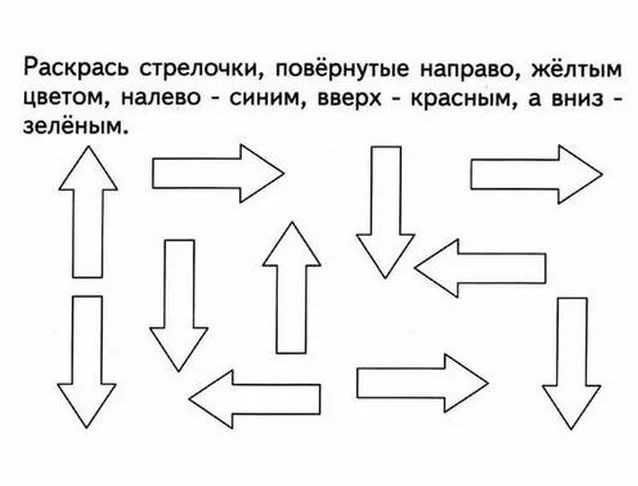 Раскрась стрелочки, повёрнутые направо, жёлтым
цветом, налево - синим, вверх - красным, а вниз -
зелёным.